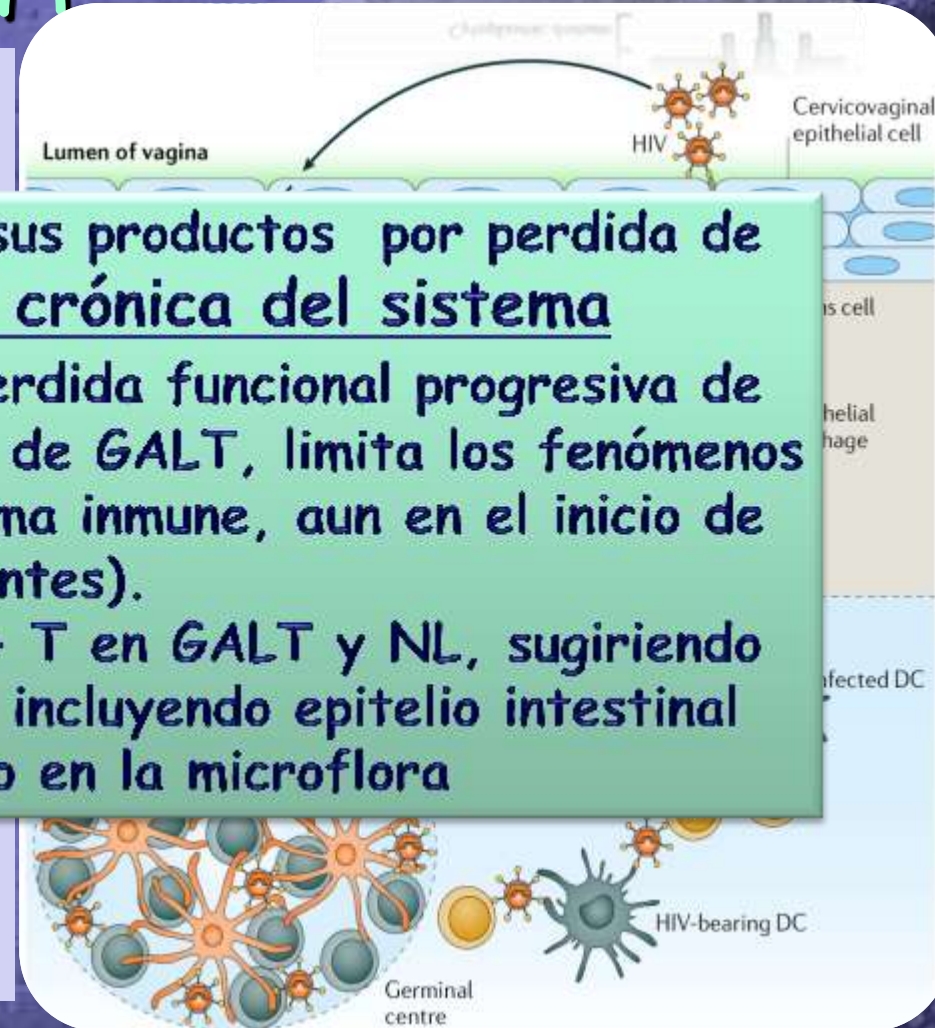 Cervicovaginal
epithelial cell
HIV
Lumen of vagina
sus productos por perdida de
crónica del sistema
erdida funcional progresiva de
de GALT, limita los fenómenos
ma inmune, aun en el inicio de
ntes).
T en GALT y NL, sugiriendo
incluyendo epitelio intestinal
o en la microflora
s cell
helial
hage
fected DC
HIV-bearing DC
Germinal
centre